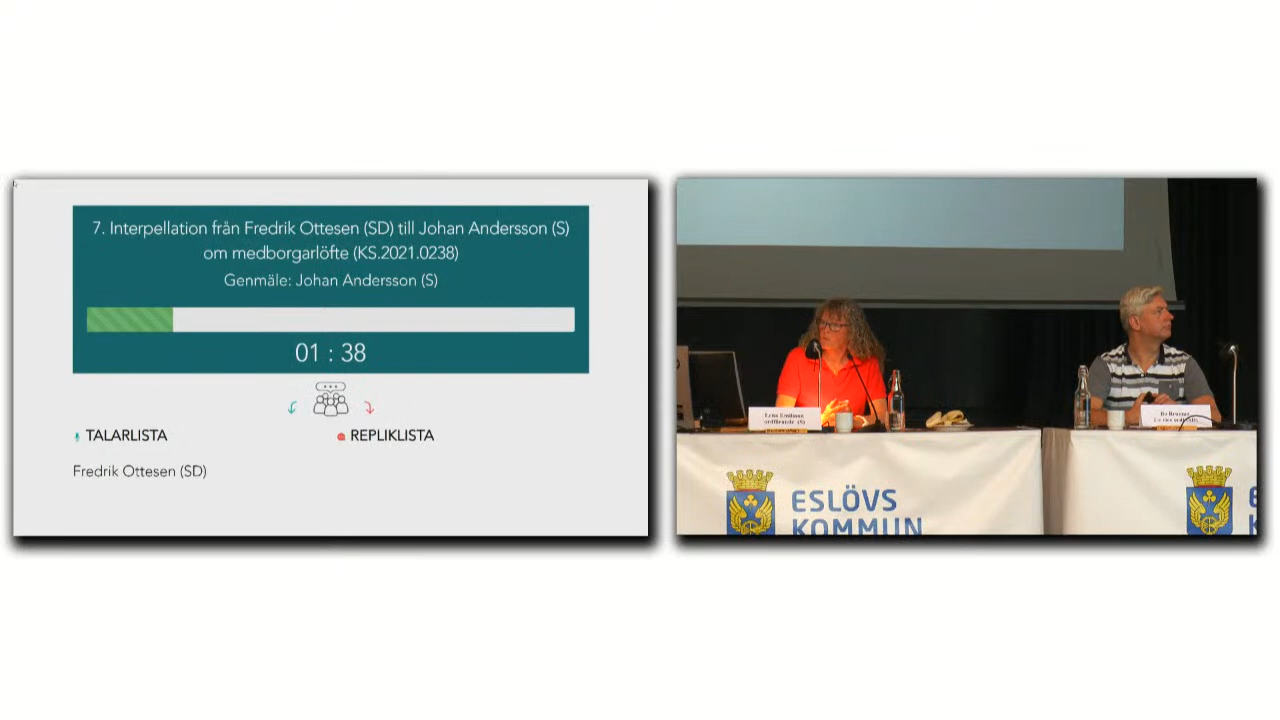 7. Interpellation från Fredrik Ottesen (SD) till Johan Andersson (S)
om medborgarlöfte (KS.2021.0238)
Genmäle: Johan Andersson (S)
01 : 38
TALARLISTA
REPLIKLISTA
Fredrik Ottesen (SD)
ordförande (S)
ESLÖVS
KOMMUN